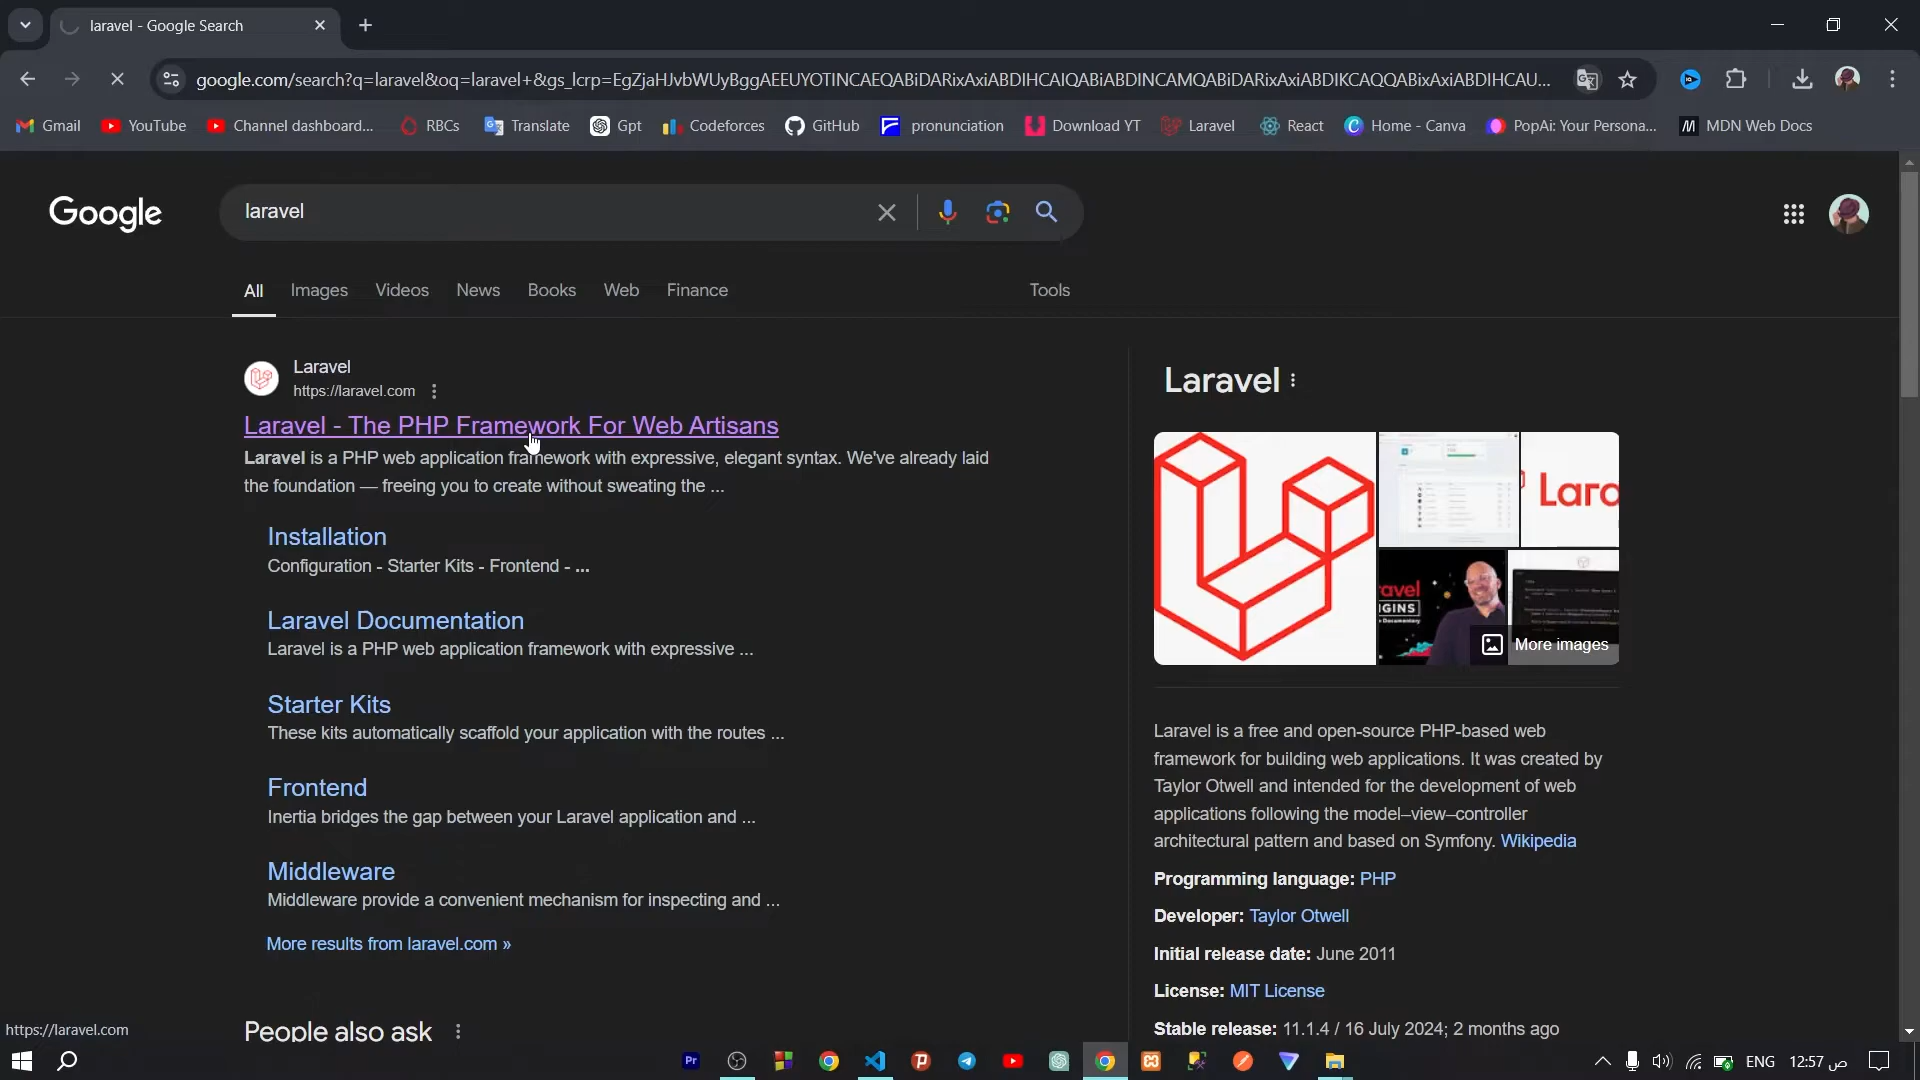 laravel - Google Search
google.com/search?q=laravel&oq=laravel+&gs_lcrp=EgZjaHJvbWUyBggAEEUYOTINCAEQABiDARixAxiABDIHCAIQABiABDINCAMQABiDARixAxiABDIKCAQQABixAxiABDIHCAU...
Gmail YouTube Channel dashboard... RBCs Translate Gpt Codeforces GitHub pronunciation Download YT Laravel React Home - Canva PopAi: Your Persona... MDN Web Docs
Google
laravel
All Images Videos News Books Web Finance Tools
Laravel
https://laravel.com
Laravel - The PHP Framework For Web Artisans
Laravel is a PHP web application framework with expressive, elegant syntax. We've already laid
the foundation — freeing you to create without sweating the ...
Installation
Configuration - Starter Kits - Frontend - ...
Laravel Documentation
Laravel is a PHP web application framework with expressive ...
Starter Kits
These kits automatically scaffold your application with the routes ...
Frontend
Inertia bridges the gap between your Laravel application and ...
Middleware
Middleware provide a convenient mechanism for inspecting and ...
More results from laravel.com »
People also ask
Laravel
Laro
ravel
IGINS
Documentary
More images
Laravel is a free and open-source PHP-based web
framework for building web applications. It was created by
Taylor Otwell and intended for the development of web
applications following the model–view–controller
architectural pattern and based on Symfony. Wikipedia
Programming language: PHP
Developer: Taylor Otwell
Initial release date: June 2011
License: MIT License
Stable release: 11.1.4 / 16 July 2024; 2 months ago
https://laravel.com
Pr
ENG 12:57 ص